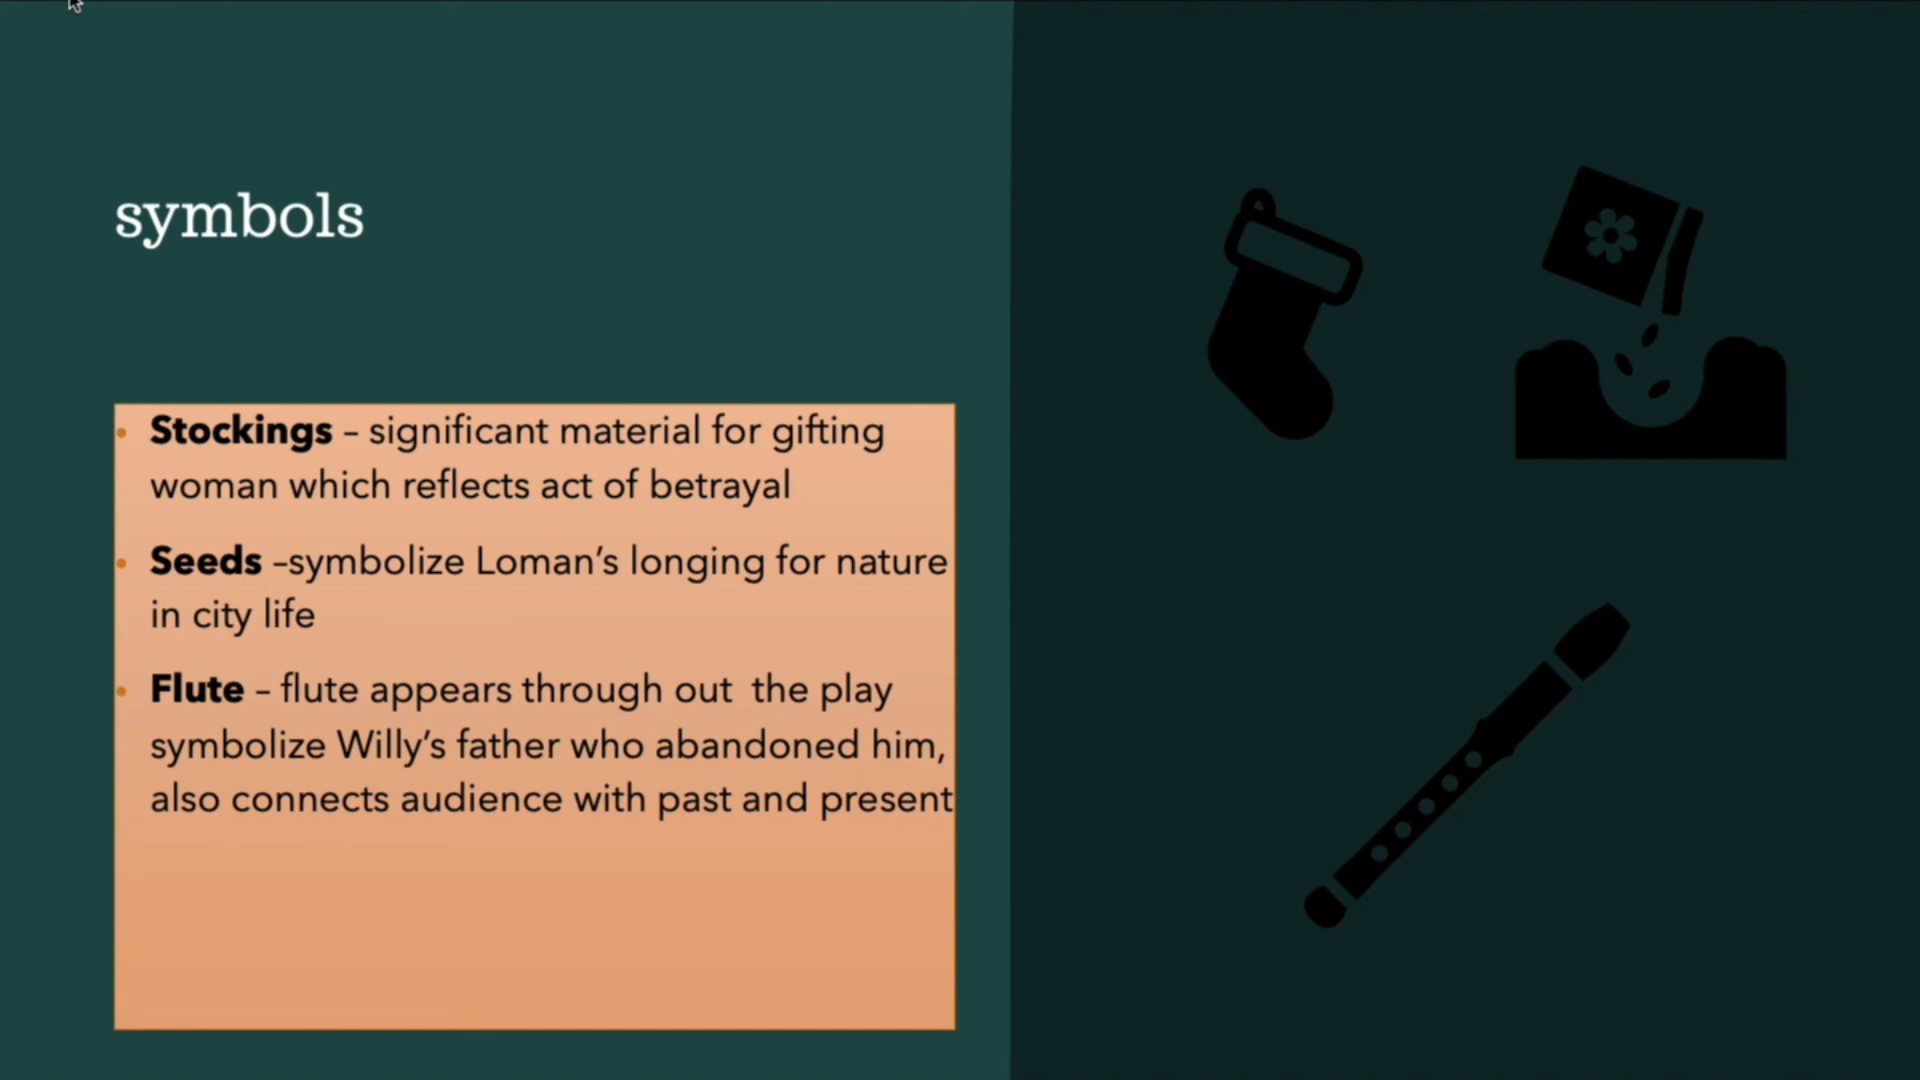 symbols
• Stockings – significant material for gifting
woman which reflects act of betrayal
• Seeds –symbolize Loman’s longing for nature
in city life
• Flute – flute appears through out  the play
symbolize Willy’s father who abandoned him,
also connects audience with past and present